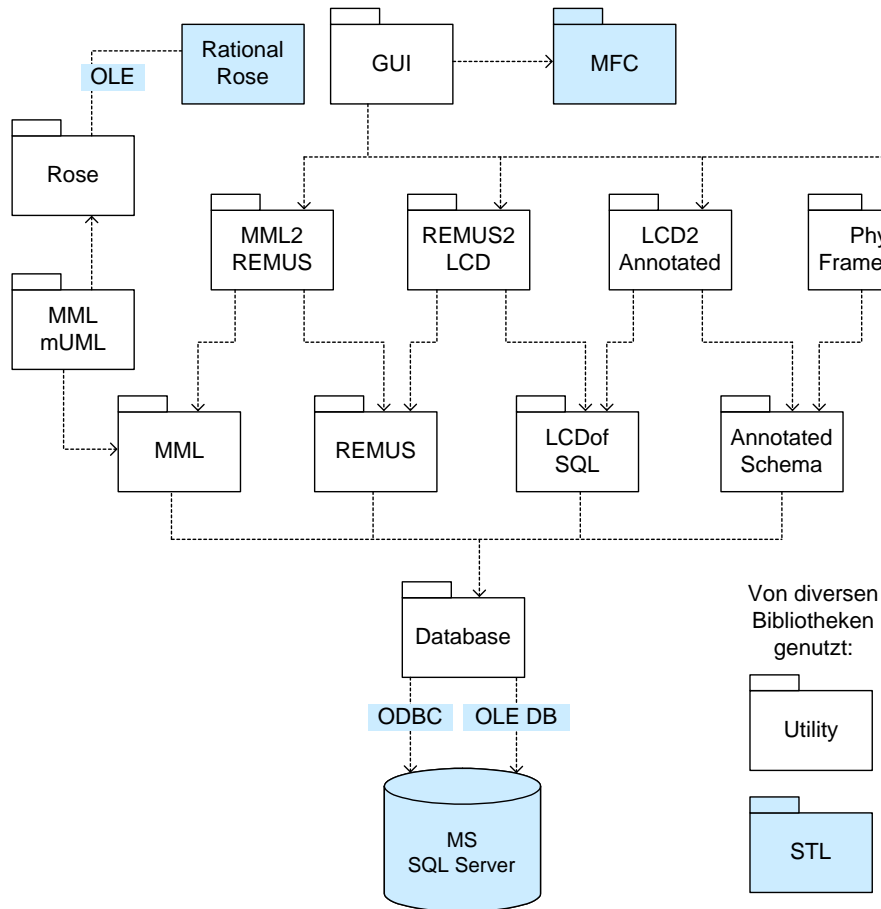 Rational
Rose
GUI
MFC
OLE
Rose
MML2
REMUS
REMUS2
LCD
LCD2
Annotated
MML
mUML
MML
REMUS
LCDof
SQL
Annotated
Schema
Database
Von diversen
Bibliotheken
genutzt:
ODBC
OLE DB
Utility
MS
SQL Server
STL